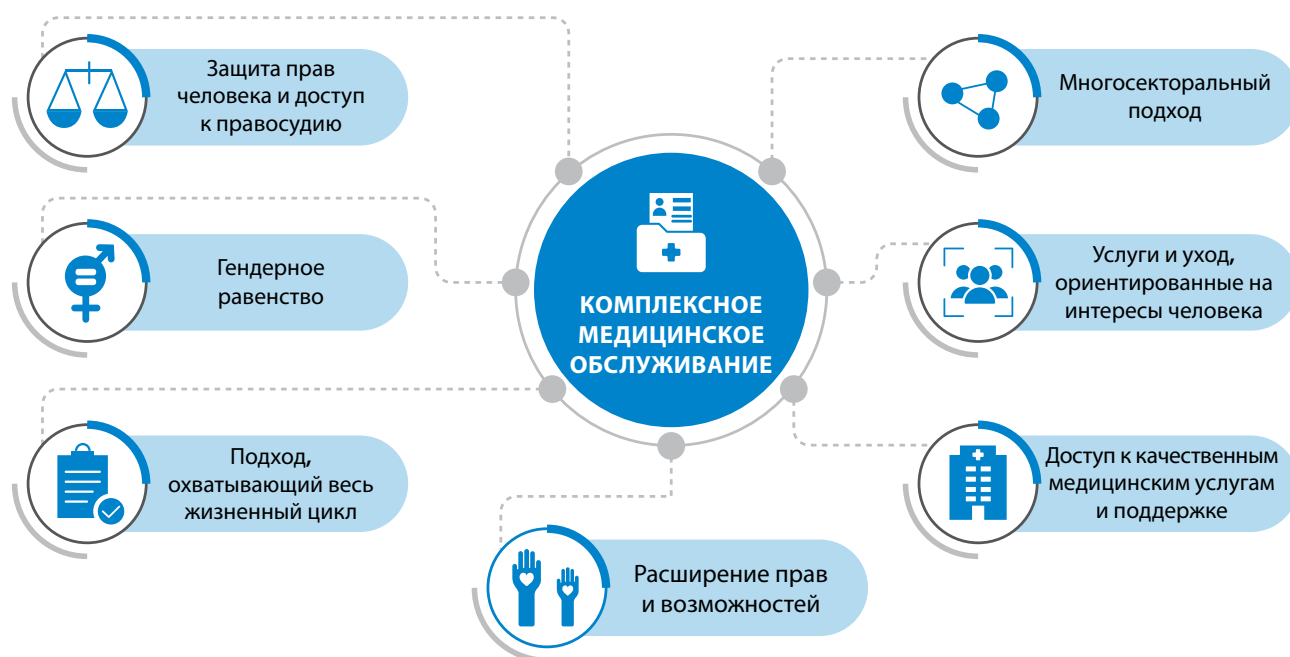 Защита прав
человека и доступ
к правосудию
Многосекторальный
подход
Гендерное
равенство
КОМПЛЕКСНОЕ
МЕДИЦИНСКОЕ
ОБСЛУЖИВАНИЕ
Услуги и уход,
ориентированные на
интересы человека
Подход,
охватывающий весь
жизненный цикл
Доступ к качественным
медицинским услугам
и поддержке
Расширение прав
и возможностей